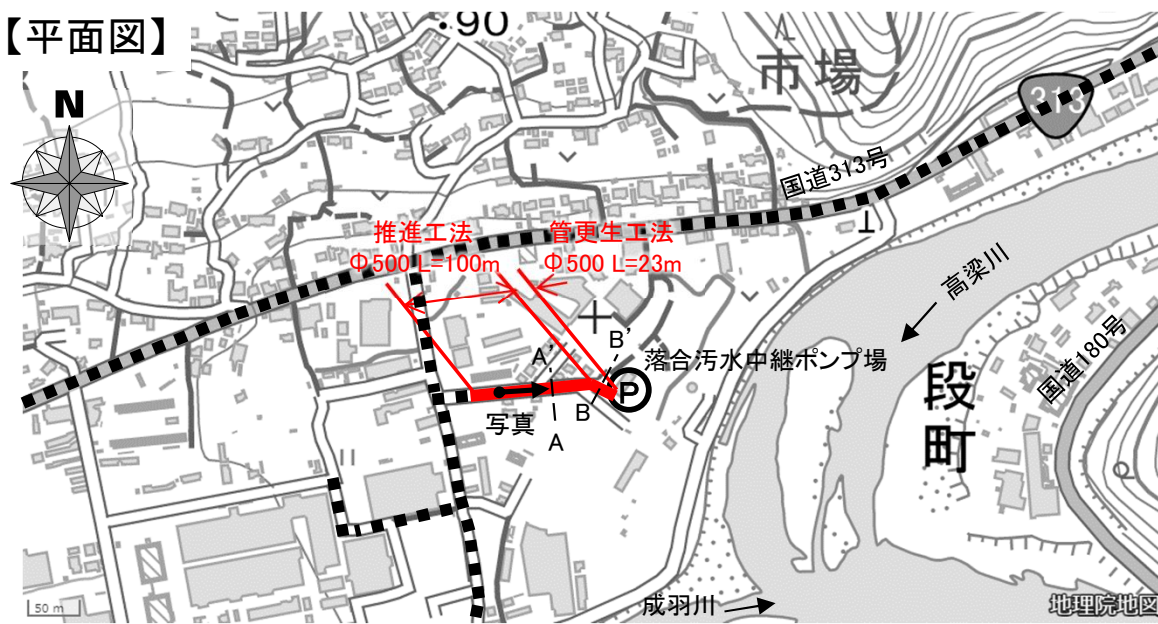 【平面図】
N
・90
市場
313
国道313号
推進工法
Φ500 L=100m
管更生工法
Φ500 L=23m
高梁川
A'
B'
落合汚水中継ポンプ場
P
写真
A
B
段町
国道180号
50 m
成羽川
地理院地図